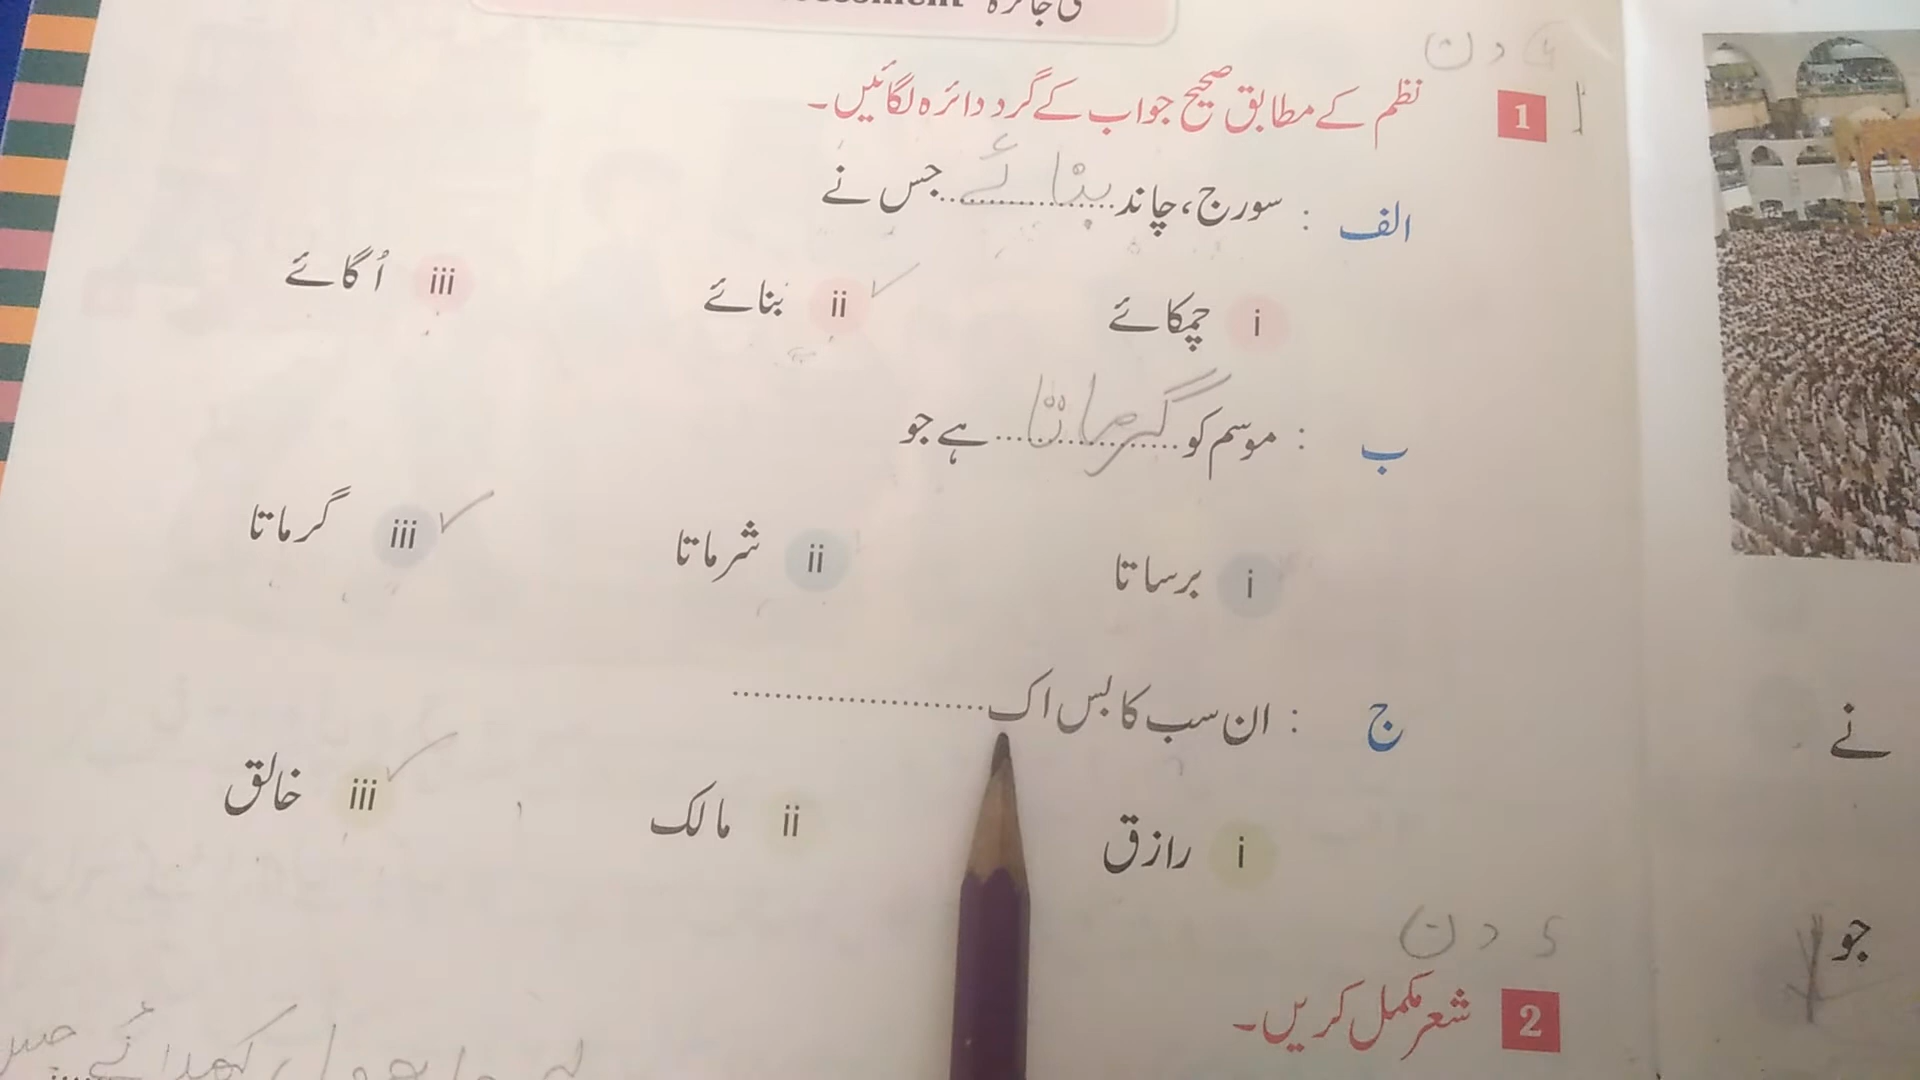 نظم کے مطابق صحیح جواب کے گرد دائرہ لگائیں۔ 1
الف : سورج، چاند بنائے جس نے
i چمکائے ii بنائے iii اُگائے
ب : موسم کو گرماتا ہے جو
i برساتا ii شرماتا iii گرماتا
ج : ان سب کا بس اک
i رازق ii مالک iii خالق
دن
2 شعر مکمل کریں۔
نے
جو